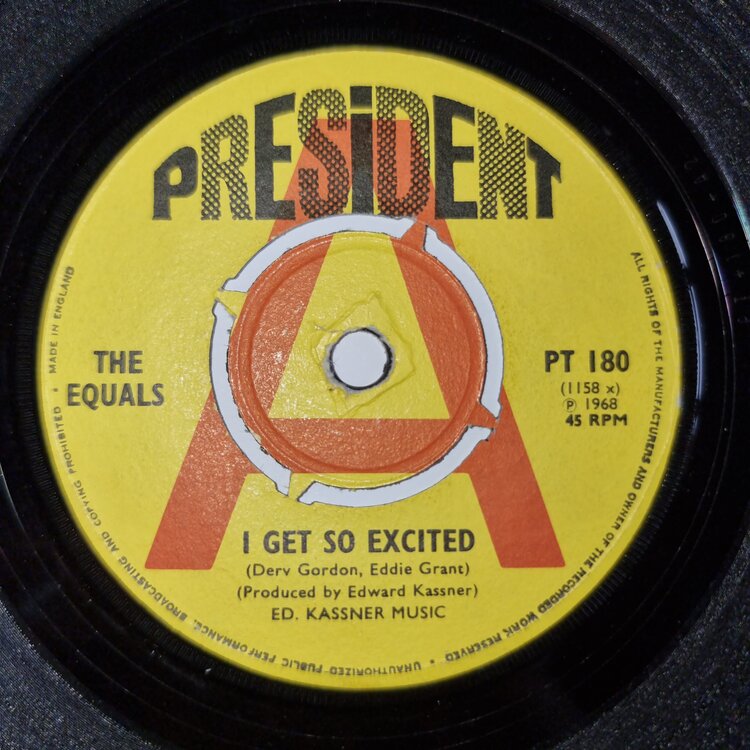 PRESiDENT
A
THE
EQUALS
PT 180
(1158 x)
℗ 1968
45 RPM
I GET SO EXCITED
(Derv Gordon, Eddie Grant)
(Produced by Edward Kassner)
ED. KASSNER MUSIC
ALL RIGHTS OF THE MANUFACTURERS AND OWNER OF THE RECORDED WORK RESERVED • UNAUTHORIZED PUBLIC PERFORMANCE, BROADCASTING AND COPYING PROHIBITED • MADE IN ENGLAND